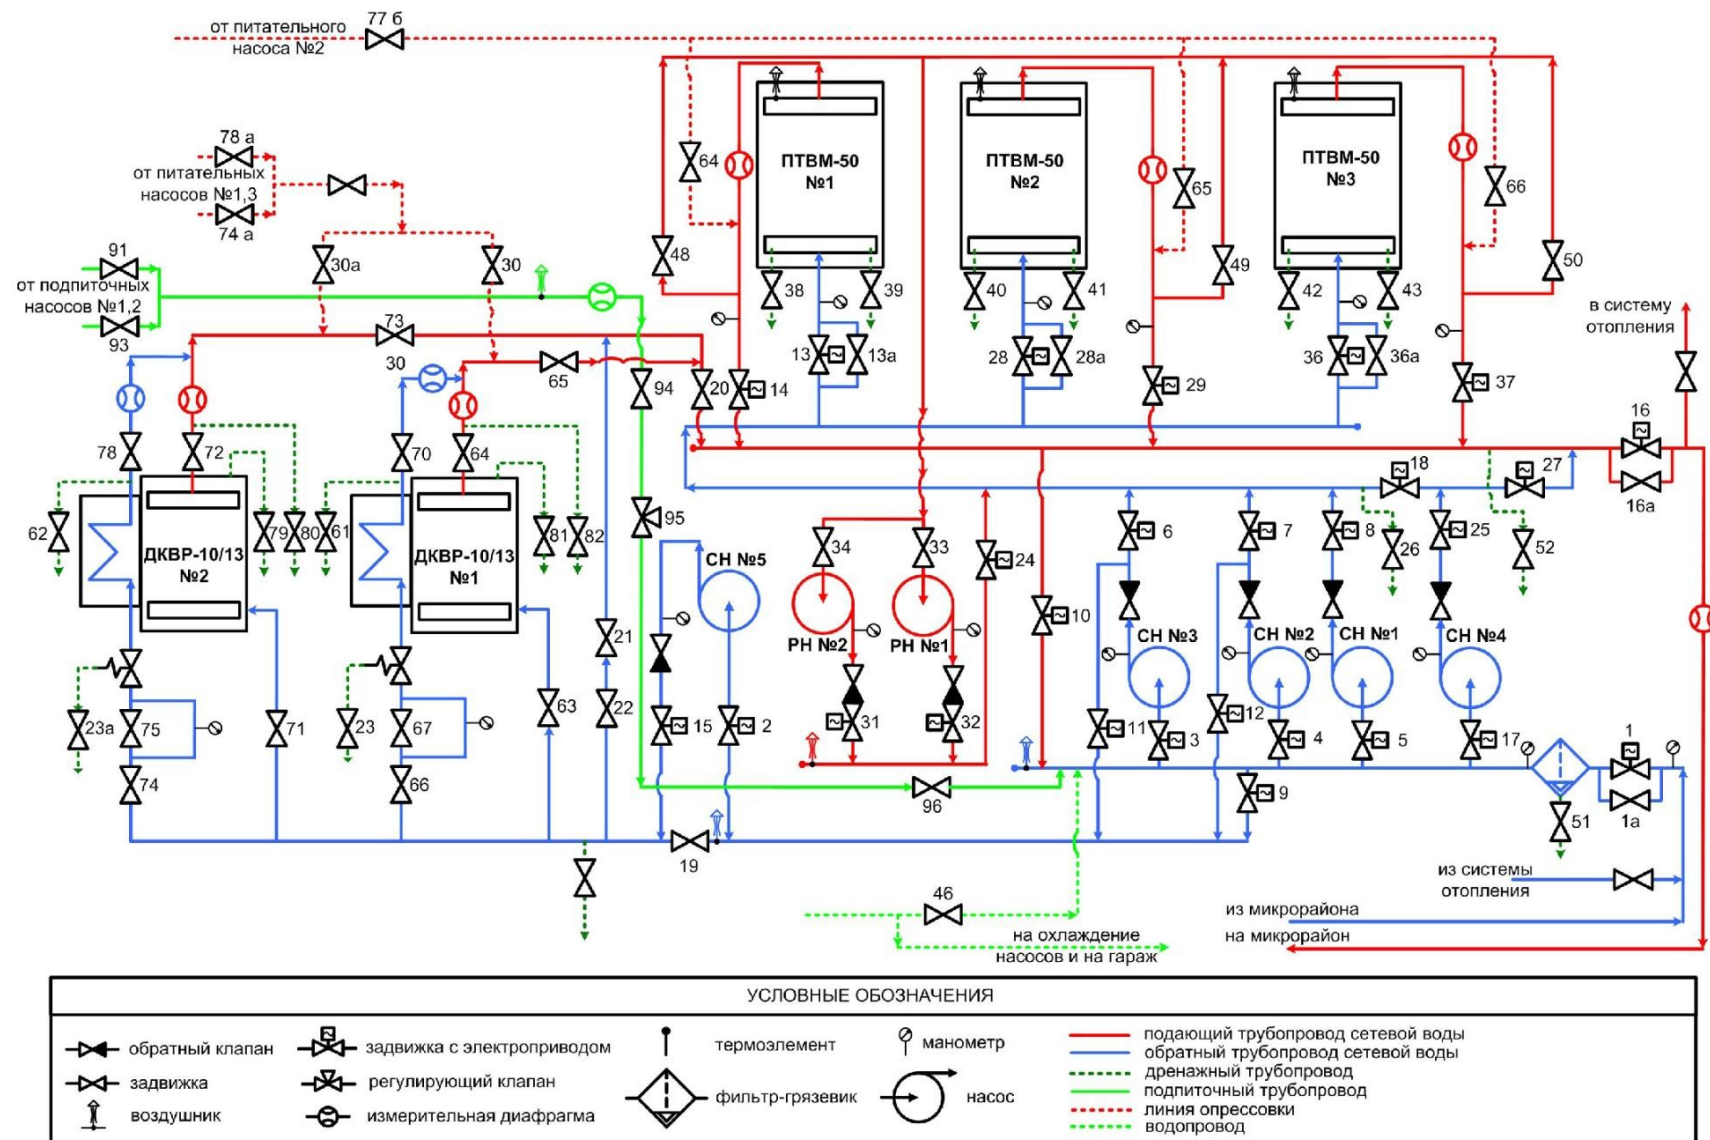 77 б
от питательного
насоса №2
78 а
от питательных
насосов №1,3
74 а
91
от подпиточных
насосов №1,2
93
30а
30
73
30
65
94
20
14
64
48
ПТВМ-50
№1
38
39
13
13а
ПТВМ-50
№2
65
49
40
41
28
28а
29
ПТВМ-50
№3
66
50
42
43
36
36а
37
в систему
отопления
16
16а
18
27
78
72
70
64
62
79
80
61
81
82
ДКВР-10/13
№2
ДКВР-10/13
№1
95
СН №5
34
33
24
6
7
8
25
26
52
10
РН №2
РН №1
СН №3
СН №2
СН №1
СН №4
21
22
23а
75
71
23
67
63
15
2
31
32
11
3
12
4
5
17
1
74
66
96
9
51
1а
19
46
из системы
отопления
из микрорайона
на микрорайон
на охлаждение
насосов и на гараж
УСЛОВНЫЕ ОБОЗНАЧЕНИЯ
обратный клапан
задвижка с электроприводом
термоэлемент
манометр
подающий трубопровод сетевой воды
обратный трубопровод сетевой воды
задвижка
регулирующий клапан
фильтр-грязевик
насос
дренажный трубопровод
подпиточный трубопровод
воздушник
измерительная диафрагма
линия опрессовки
водопровод